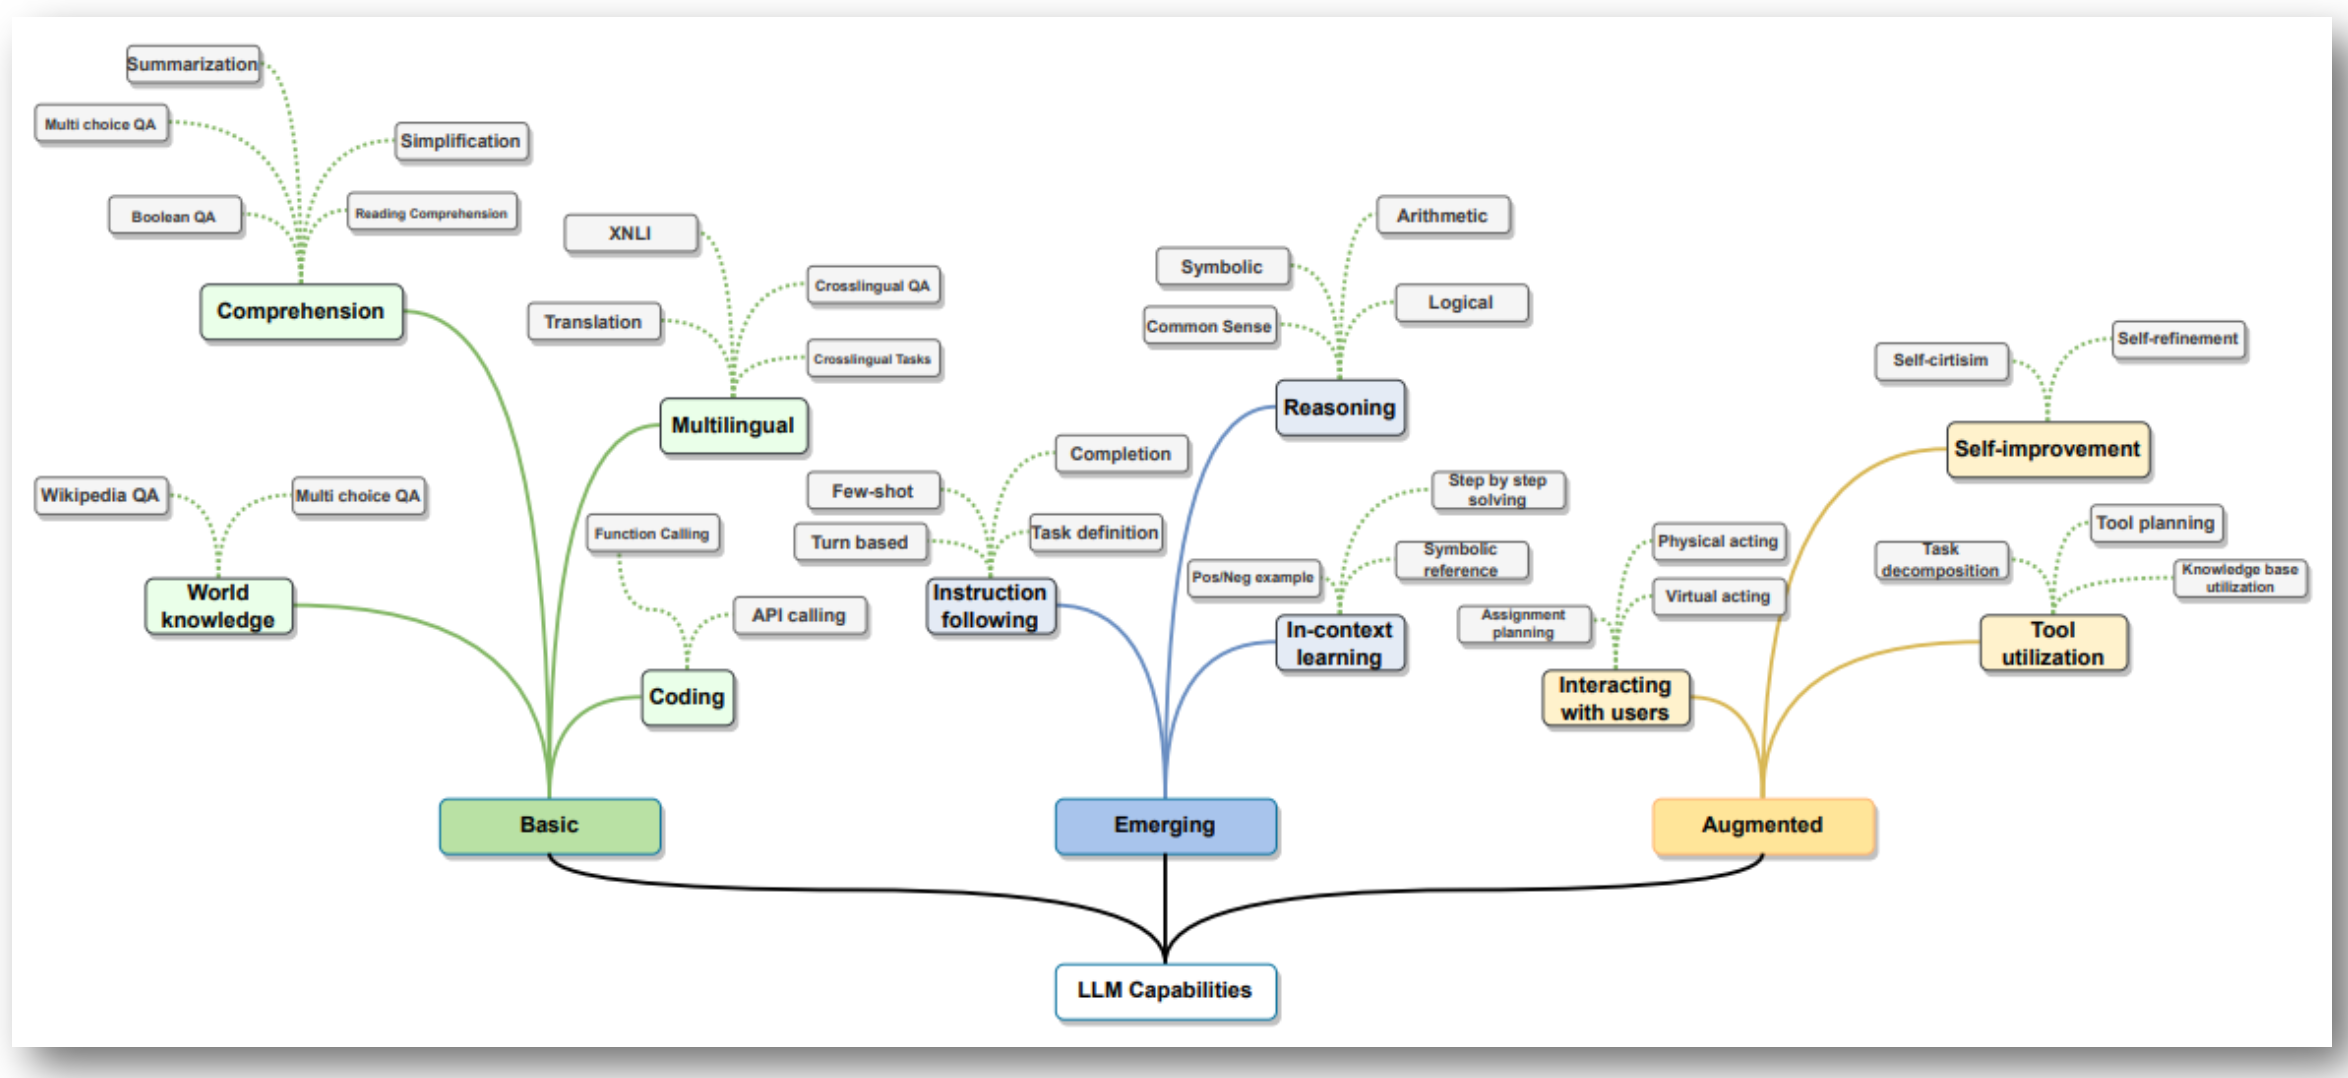 Summarization
Multi choice QA
Simplification
Boolean QA
Reading Comprehension
Comprehension
XNLI
Crosslingual QA
Translation
Crosslingual Tasks
Multilingual
Wikipedia QA
Multi choice QA
World
knowledge
Function Calling
API calling
Coding
Basic
Arithmetic
Symbolic
Logical
Common Sense
Reasoning
Completion
Few-shot
Turn based
Task definition
Instruction
following
Step by step
solving
Symbolic
reference
Pos/Neg example
In-context
learning
Emerging
Self-refinement
Self-cirtisim
Self-improvement
Physical acting
Virtual acting
Assignment
planning
Interacting
with users
Tool planning
Task
decomposition
Knowledge base
utilization
Tool
utilization
Augmented
LLM Capabilities